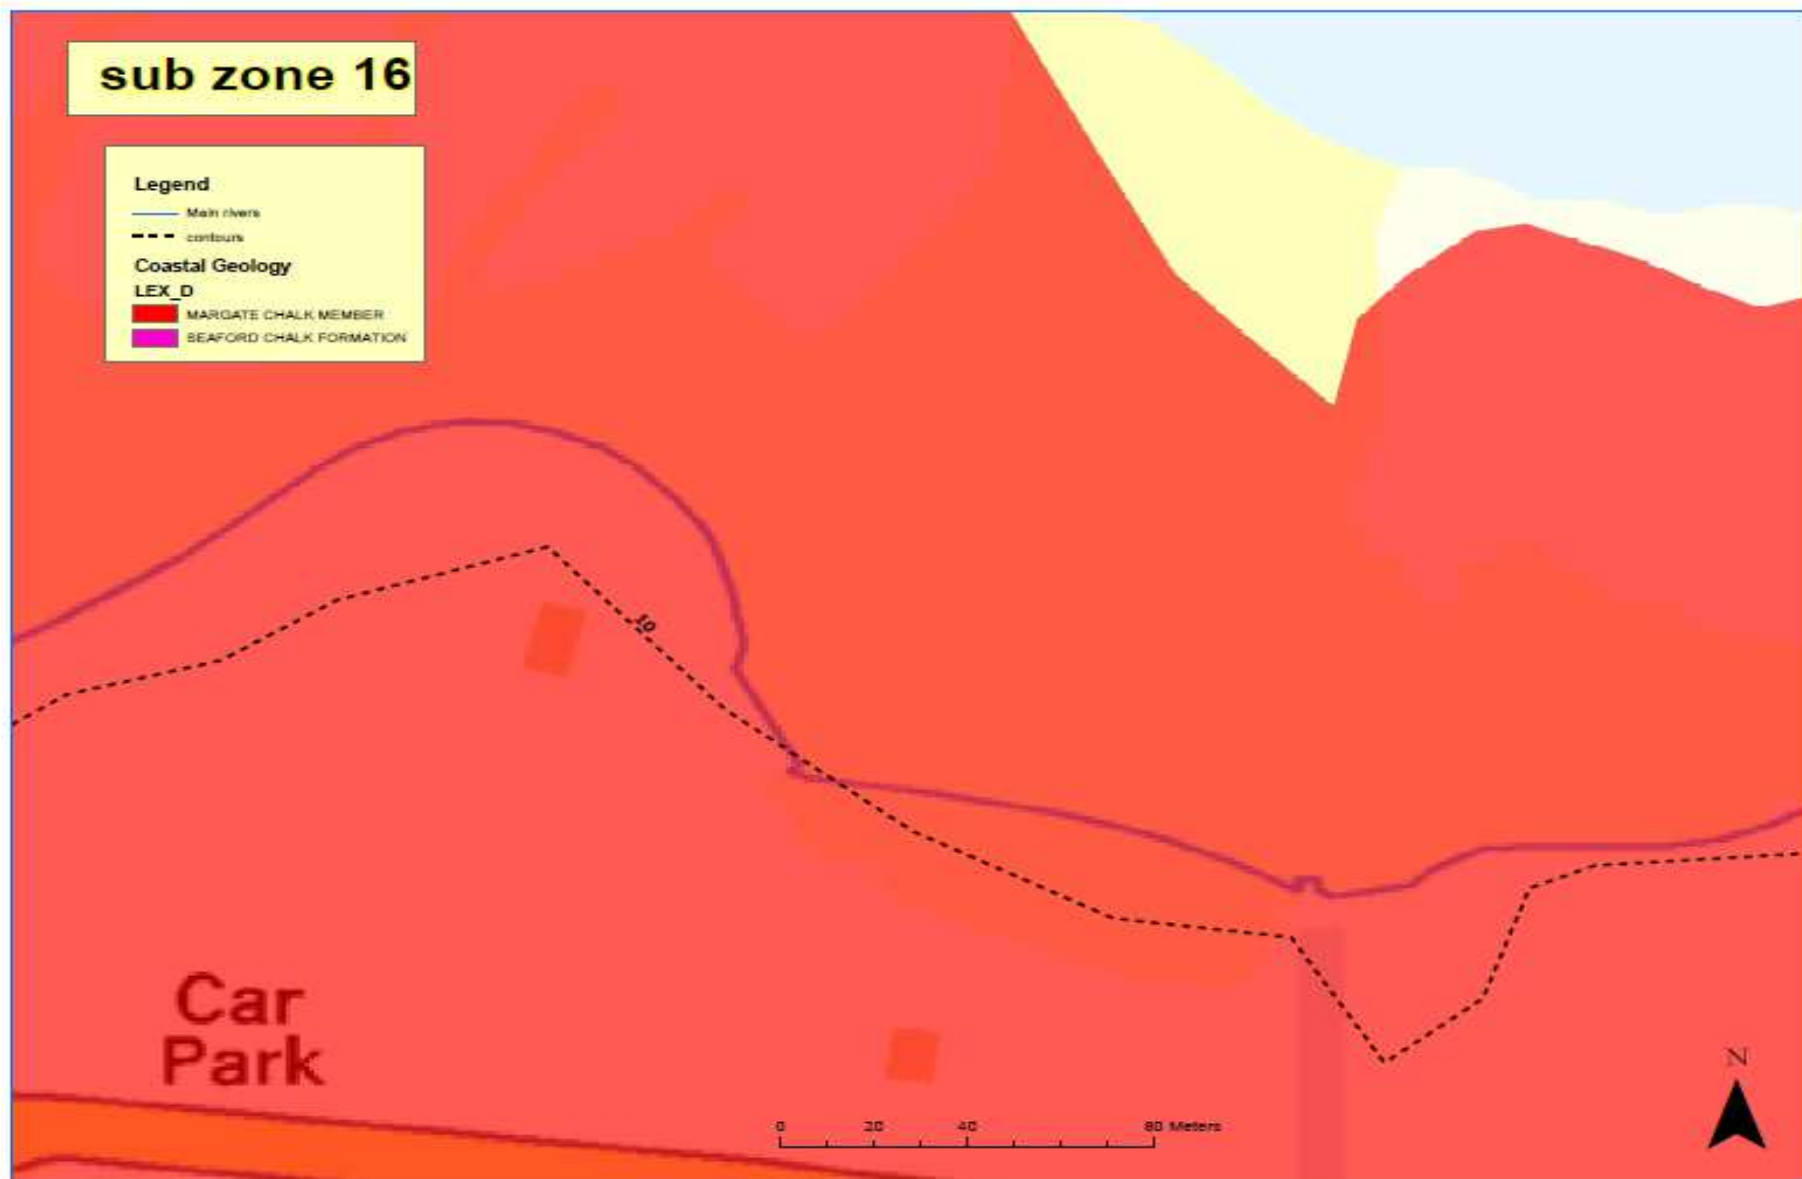 sub zone 16
Legend
Main rivers
contours
Coastal Geology
LEX_D
MARGATE CHALK MEMBER
SEAFORD CHALK FORMATION
10
Car
Park
N
0 20 40 80 Meters